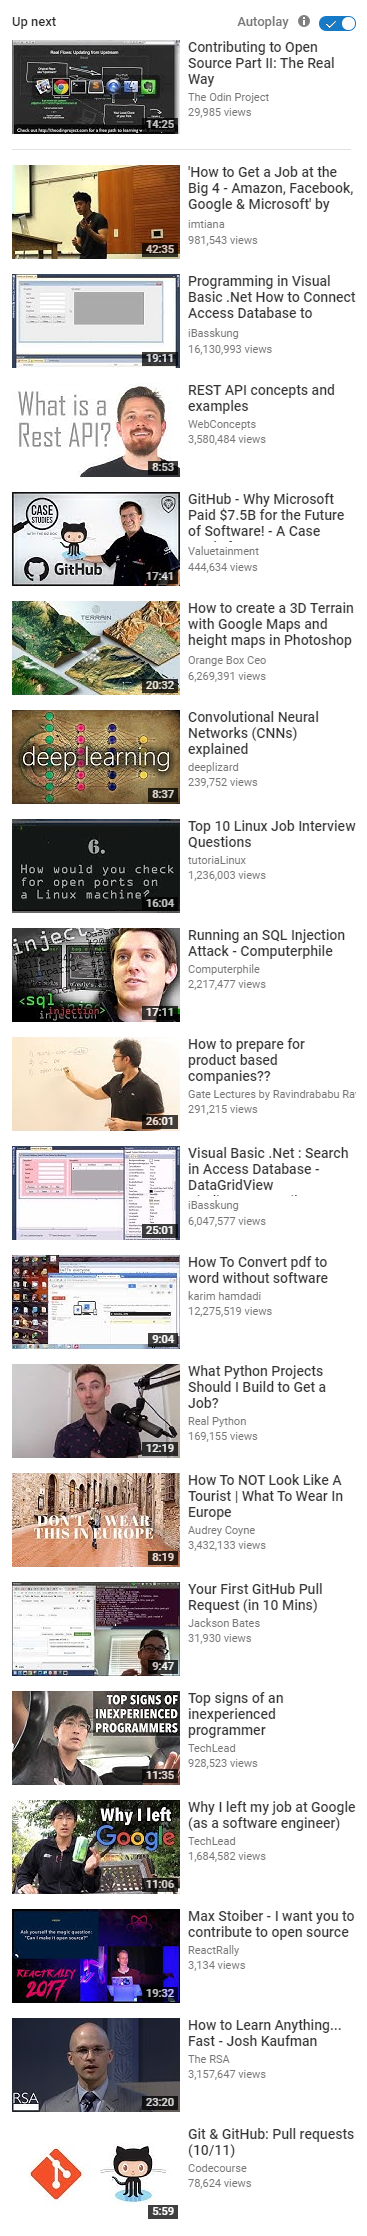 Up next
Autoplay
Contributing to Open
Source Part II: The Real
Way
The Odin Project
29,985 views
Real Flows: Updating from Upstream
Check out http://theodinproject.com for a free path to learning
14:25
'How to Get a Job at the
Big 4 - Amazon, Facebook,
Google & Microsoft' by
imtiana
981,543 views
42:35
Programming in Visual
Basic .Net How to Connect
Access Database to
iBasskung
16,130,993 views
19:11
What is a
Rest API?
8:53
REST API concepts and
examples
WebConcepts
3,580,484 views
CASE
STUDIES
WITH THE BIZ DOC
GitHub
17:41
GitHub - Why Microsoft
Paid $7.5B for the Future
of Software! - A Case
Valuetainment
444,634 views
TERRAIN
20:32
How to create a 3D Terrain
with Google Maps and
height maps in Photoshop
Orange Box Ceo
6,269,391 views
deep learning
8:37
Convolutional Neural
Networks (CNNs)
explained
deeplizard
239,752 views
6.
How would you check
for open ports on
a Linux machine?
16:04
Top 10 Linux Job Interview
Questions
tutoriaLinux
1,236,003 views
injecti
<sql
injection>
injection
17:11
Running an SQL Injection
Attack - Computerphile
Computerphile
2,217,477 views
26:01
How to prepare for
product based
companies??
Gate Lectures by Ravindrababu Ra
291,215 views
25:01
Visual Basic .Net : Search
in Access Database -
DataGridView
iBasskung
6,047,577 views
9:04
How To Convert pdf to
word without software
karim hamdadi
12,275,519 views
12:19
What Python Projects
Should I Build to Get a
Job?
Real Python
169,155 views
DON'T WEAR
THIS IN EUROPE
8:19
How To NOT Look Like A
Tourist | What To Wear In
Europe
Audrey Coyne
3,432,133 views
9:47
Your First GitHub Pull
Request (in 10 Mins)
Jackson Bates
31,930 views
TOP SIGNS OF
INEXPERIENCED
PROGRAMMERS
11:35
Top signs of an
inexperienced
programmer
TechLead
928,523 views
Why I left
Google
11:06
Why I left my job at Google
(as a software engineer)
TechLead
1,684,582 views
Ask yourself the magic question:
"Can I make it open source?"
REACTRALLY
2017
19:32
Max Stoiber - I want you to
contribute to open source
ReactRally
3,134 views
RSA
23:20
How to Learn Anything...
Fast - Josh Kaufman
The RSA
3,157,647 views
5:59
Git & GitHub: Pull requests
(10/11)
Codecourse
78,624 views